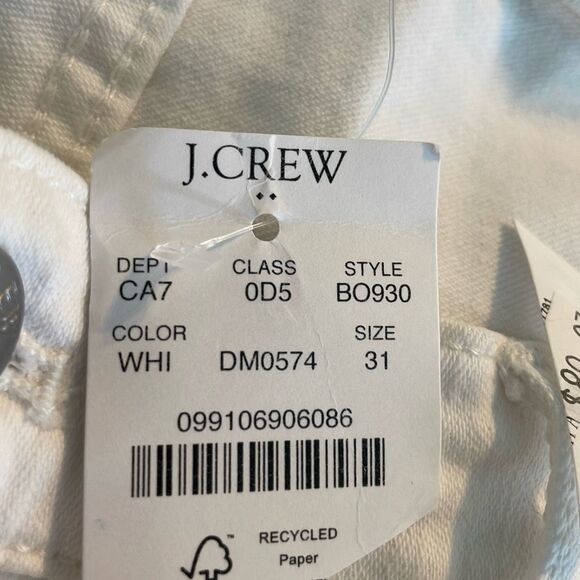 J.CREW
DEPT CLASS STYLE
CA7 0D5 BO930
COLOR SIZE
WHI DM0574 31
099106906086
RECYCLED
Paper